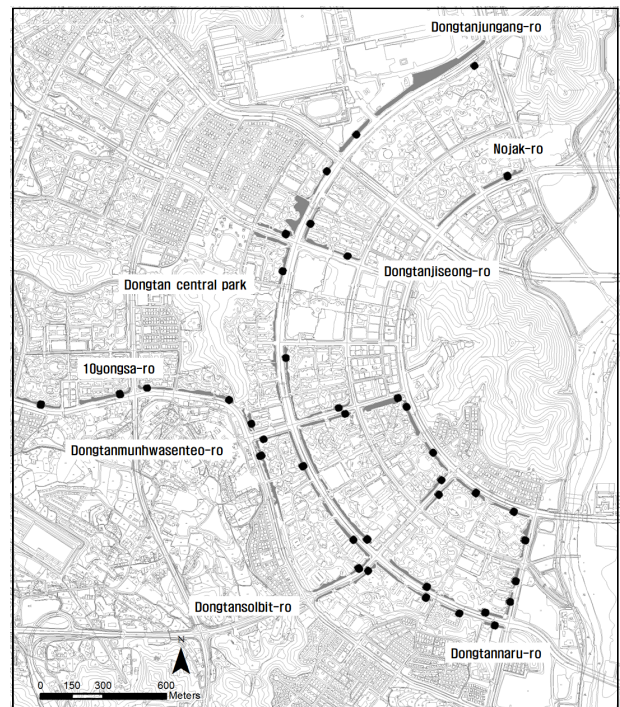 Dongtanjungang-ro
Nojak-ro
Dongtanjiseong-ro
Dongtan central park
10yongsa-ro
Dongtanmunhwasenteo-ro
Dongtansolbit-ro
Dongtannaru-ro
N
0 150 300 600
Meters